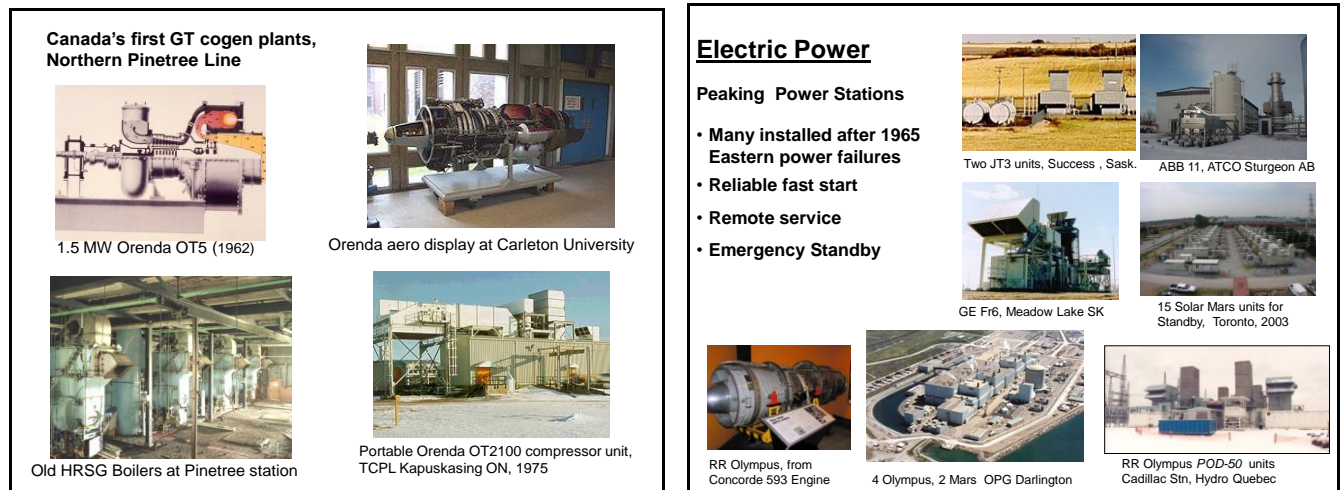 Canada's first GT cogen plants,
Northern Pinetree Line
1.5 MW Orenda OT5 (1962)
Orenda aero display at Carleton University
Old HRSG Boilers at Pinetree station
Portable Orenda OT2100 compressor unit,
TCPL Kapuskasing ON, 1975
Electric Power
Peaking  Power Stations
• Many installed after 1965
Eastern power failures
• Reliable fast start
• Remote service
• Emergency Standby
Two JT3 units, Success , Sask.
ABB 11, ATCO Sturgeon AB
GE Fr6, Meadow Lake SK
15 Solar Mars units for
Standby,  Toronto, 2003
RR Olympus, from
Concorde 593 Engine
4 Olympus, 2 Mars  OPG Darlington
RR Olympus POD-50  units
Cadillac Stn, Hydro Quebec